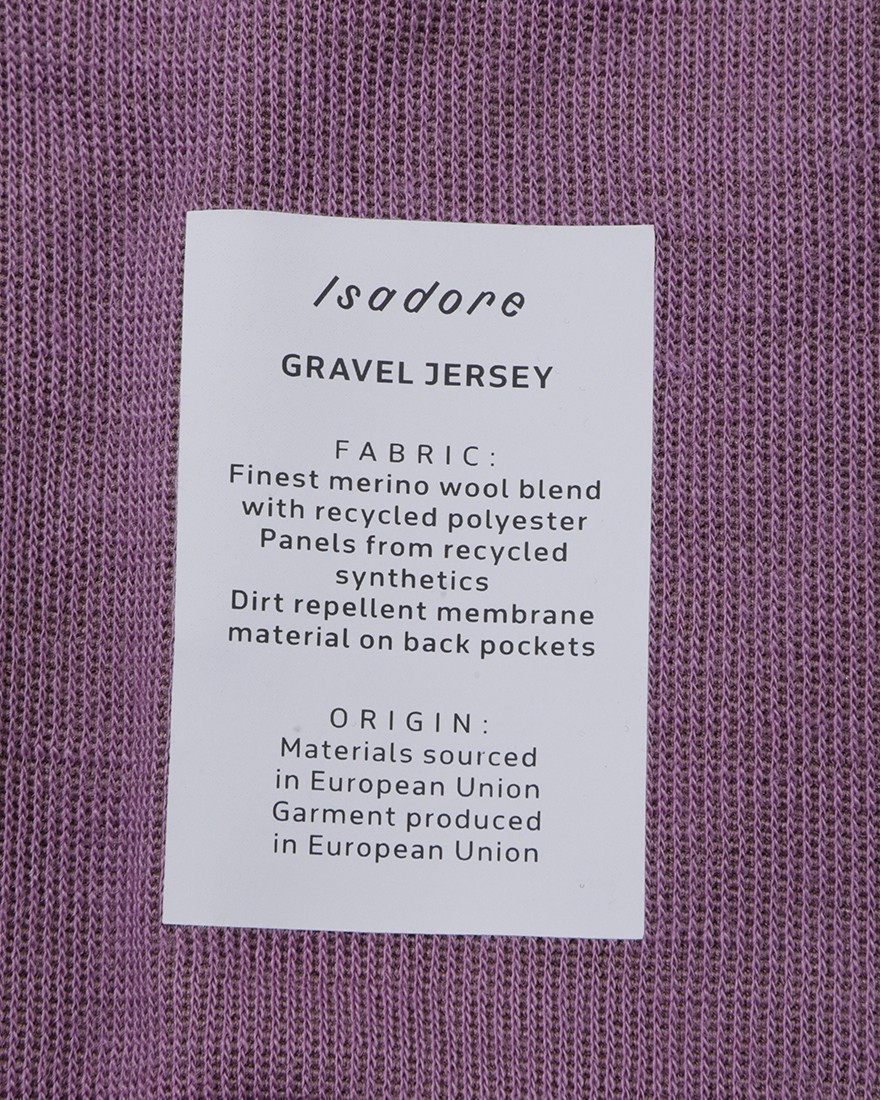 Isadore
GRAVEL JERSEY
FABRIC:
Finest merino wool blend
with recycled polyester
Panels from recycled
synthetics
Dirt repellent membrane
material on back pockets
ORIGIN:
Materials sourced
in European Union
Garment produced
in European Union